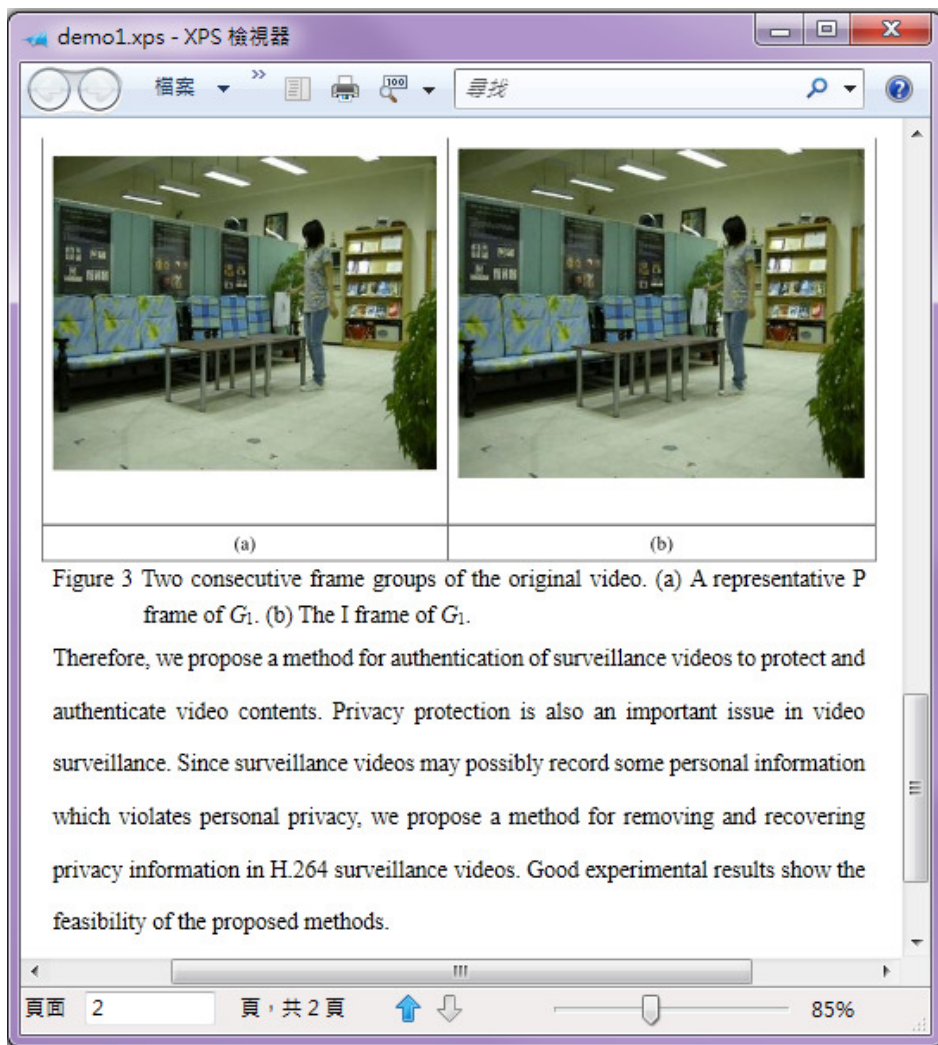 demo1.xps - XPS 檢視器
檔案
100
尋找
(a)
(b)
Figure 3 Two consecutive frame groups of the original video. (a) A representative P
frame of G1. (b) The I frame of G1.
Therefore, we propose a method for authentication of surveillance videos to protect and
authenticate video contents. Privacy protection is also an important issue in video
surveillance. Since surveillance videos may possibly record some personal information
which violates personal privacy, we propose a method for removing and recovering
privacy information in H.264 surveillance videos. Good experimental results show the
feasibility of the proposed methods.
頁面 2 頁，共 2 頁 85%